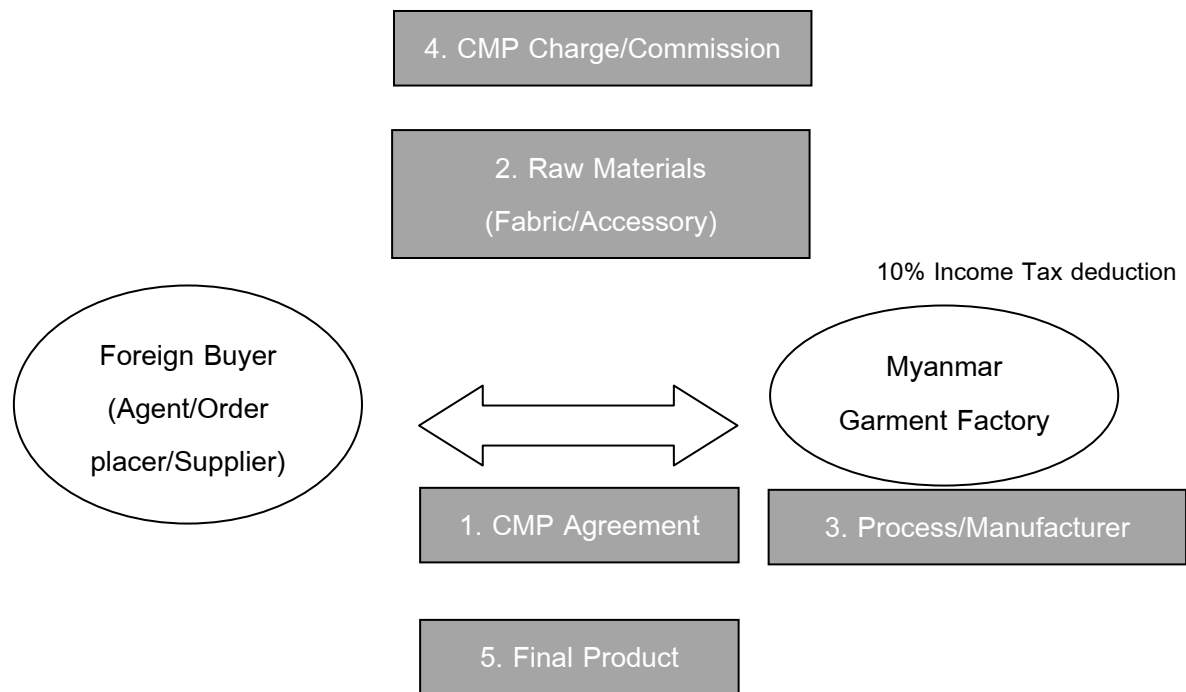 4. CMP Charge/Commission
2. Raw Materials
(Fabric/Accessory)
10% Income Tax deduction
Foreign Buyer
(Agent/Order
placer/Supplier)
Myanmar
Garment Factory
1. CMP Agreement
3. Process/Manufacturer
5. Final Product